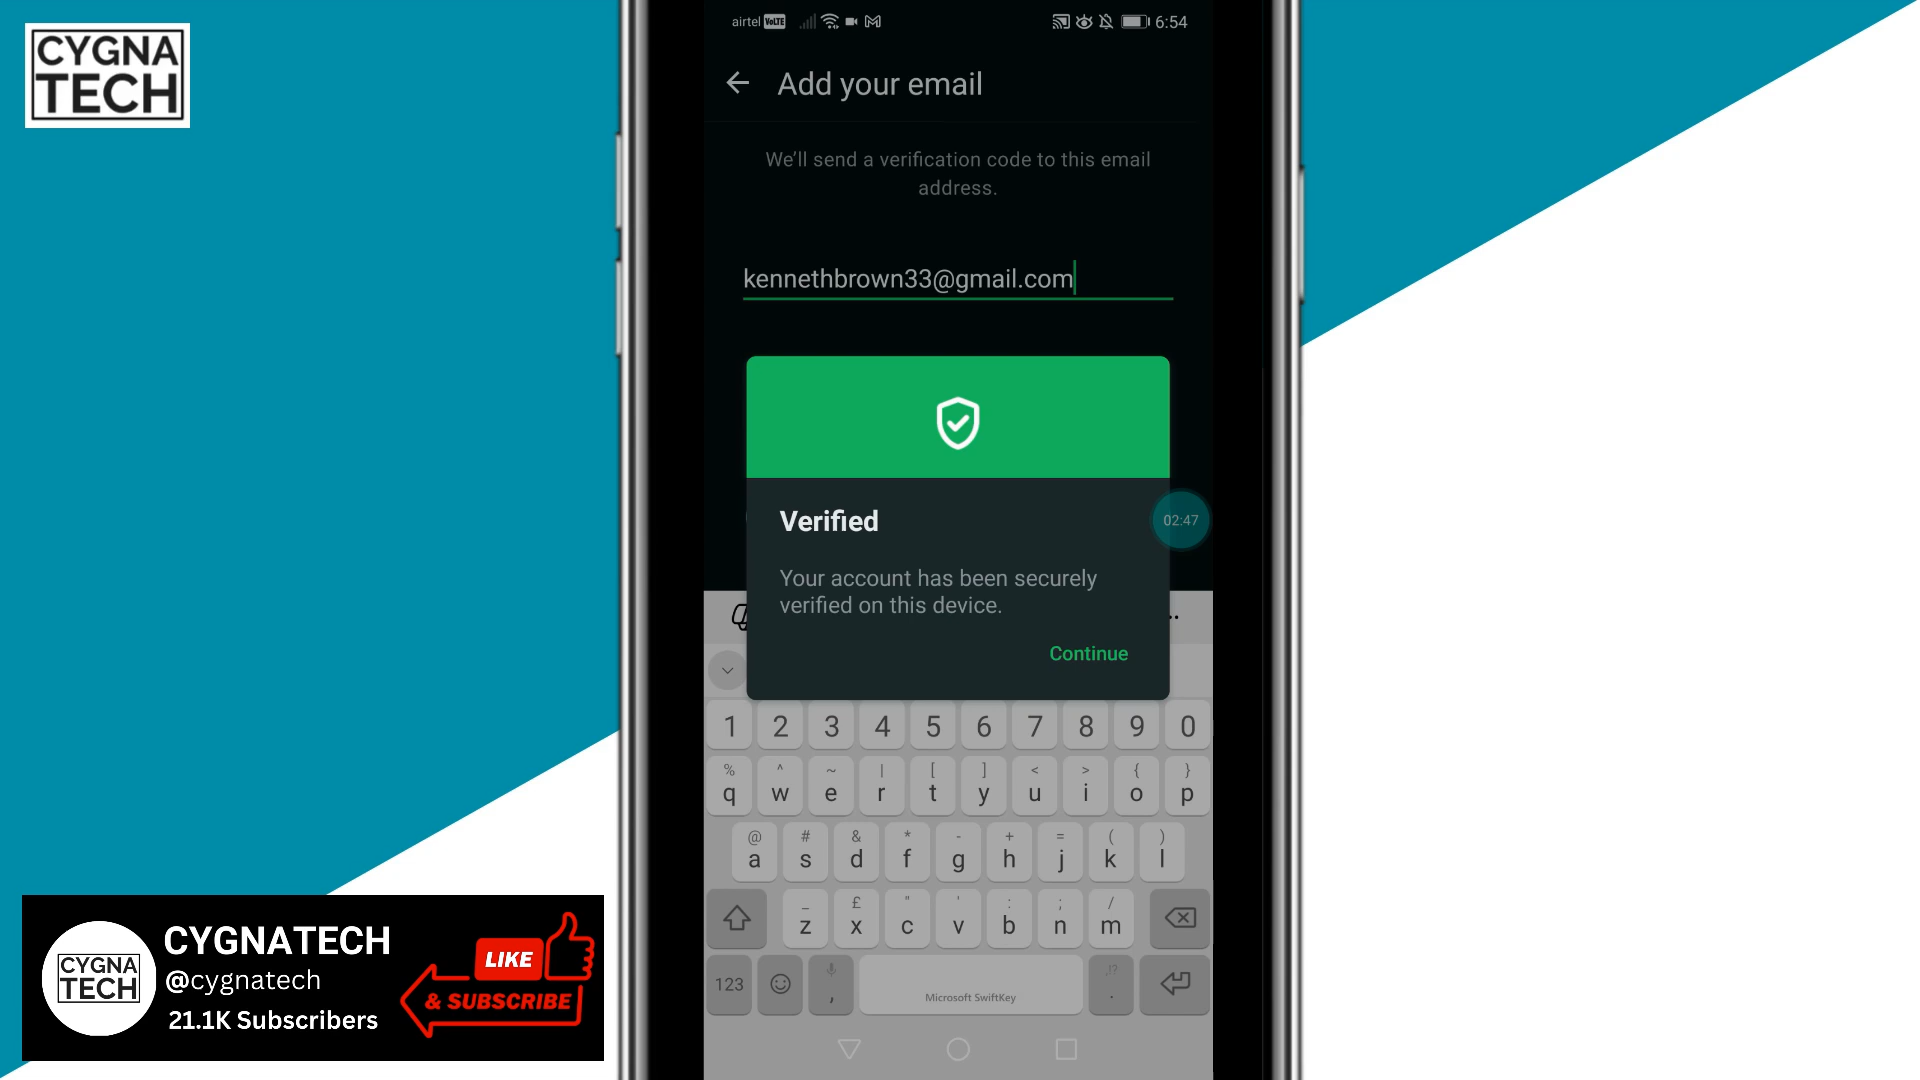 CYGNA
TECH
airtel VoLTE 6:54
Add your email
We'll send a verification code to this email
address.
kennethbrown33@gmail.com
Verified
02:47
Your account has been securely
verified on this device.
Continue
1 2 3 4 5 6 7 8 9 0
% ^ ~ | [ ] < > { }
q w e r t y u i o p
@ # & * - + = ( )
a s d f g h j k l
_ £ " ' : ; /
z x c v b n m
123 , Microsoft SwiftKey ,!? .
CYGNA
TECH
CYGNATECH
@cygnatech
21.1K Subscribers
LIKE
& SUBSCRIBE